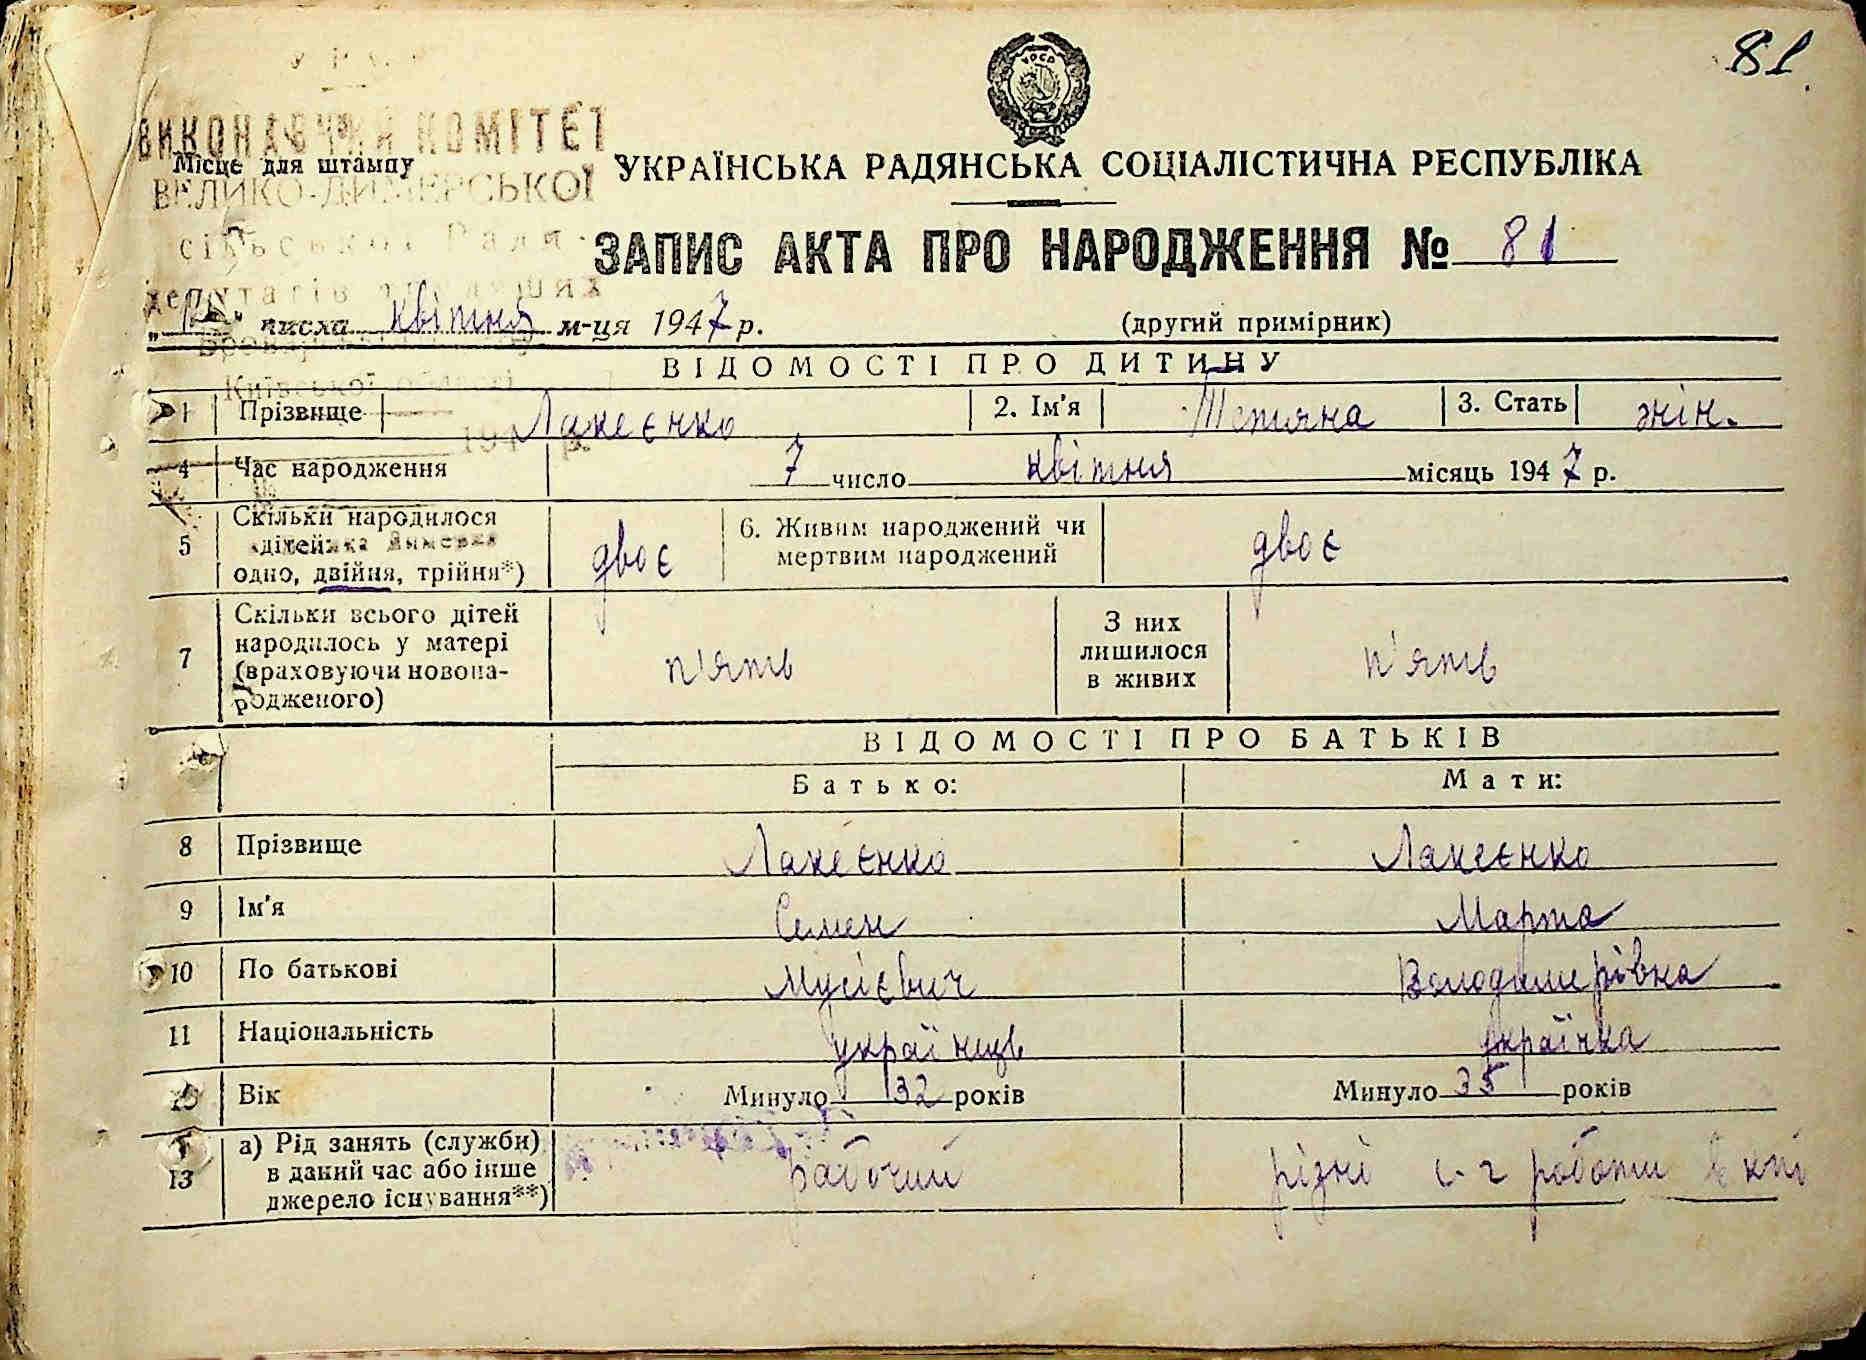 81
УРСР
ВИКОНАВЧИЙ КОМІТЕТ
Місце для штампу
ВЕЛИКО-ДИМЕРСЬКОЇ
сільської Ради
депутатів трудящих
Київської області
194 р.
УКРАЇНСЬКА РАДЯНСЬКА СОЦІАЛІСТИЧНА РЕСПУБЛІКА
ЗАПИС АКТА ПРО НАРОДЖЕННЯ № 81
числа квітня м-ця 1947 р. (другий примірник)
ВІДОМОСТІ ПРО ДИТИНУ
1 Прізвище Лакеєнко 2. Ім'я Тетяна 3. Стать жін.
4 Час народження 7 число квітня місяць 1947 р.
5 Скільки народилося дітей одно, двійня, трійня*) двоє 6. Живим народжений чи мертвим народжений двоє
7 Скільки всього дітей народилось у матері (враховуючи новонародженого) п'ять З них лишилося в живих п'ять
ВІДОМОСТІ ПРО БАТЬКІВ
Батько: Мати:
8 Прізвище Лакеєнко Лакеєнко
9 Ім'я Семен Марта
10 По батькові Мусієвич Володимерівна
11 Національність українець українка
Вік Минуло 32 років Минуло 35 років
13 а) Рід занять (служби) в даний час або інше джерело існування**) рабочий різні с-г роботи в